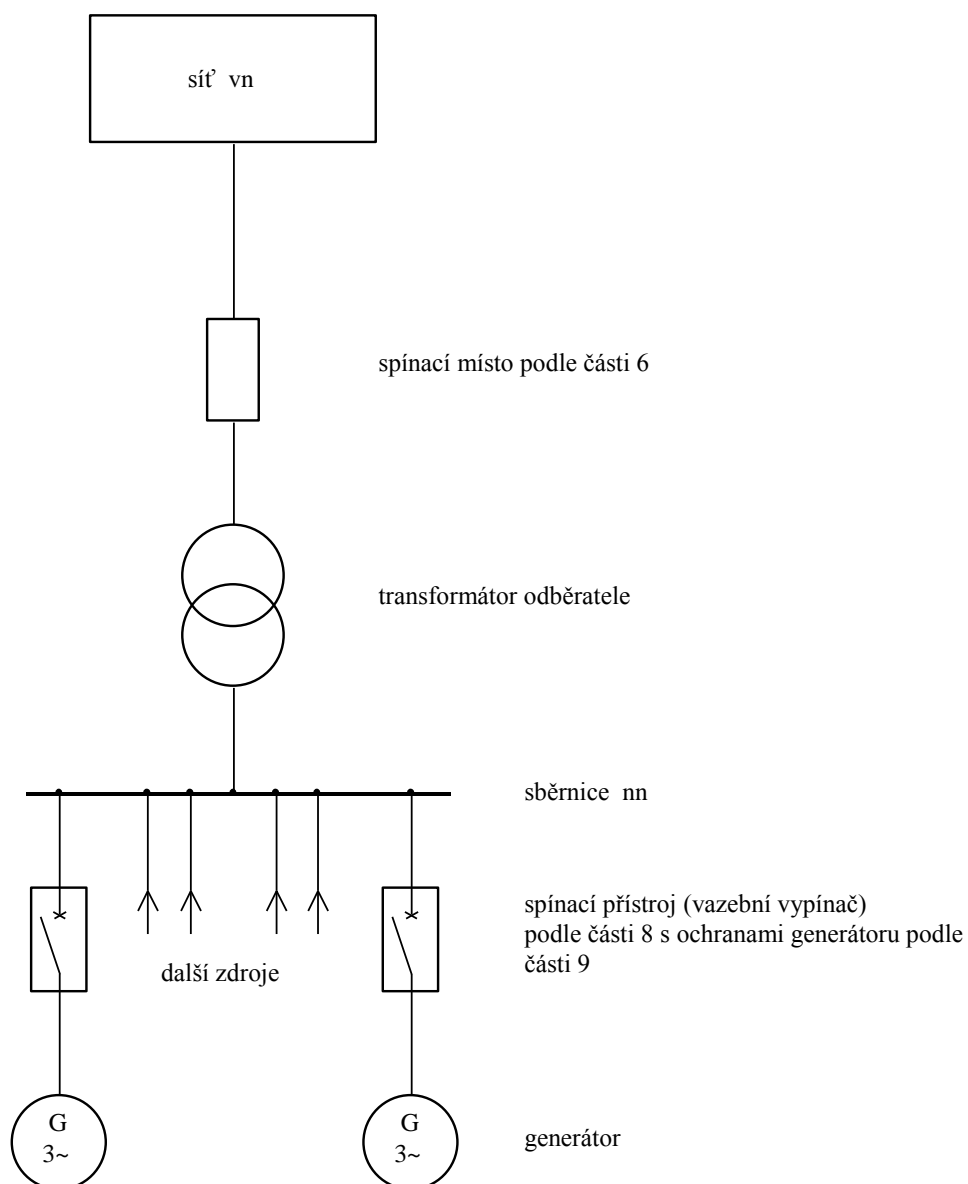 síť vn
spínací místo podle části 6
transformátor odběratele
sběrnice nn
spínací přístroj (vazební vypínač)
podle části 8 s ochranami generátoru podle
části 9
další zdroje
G
3~
G
3~
generátor